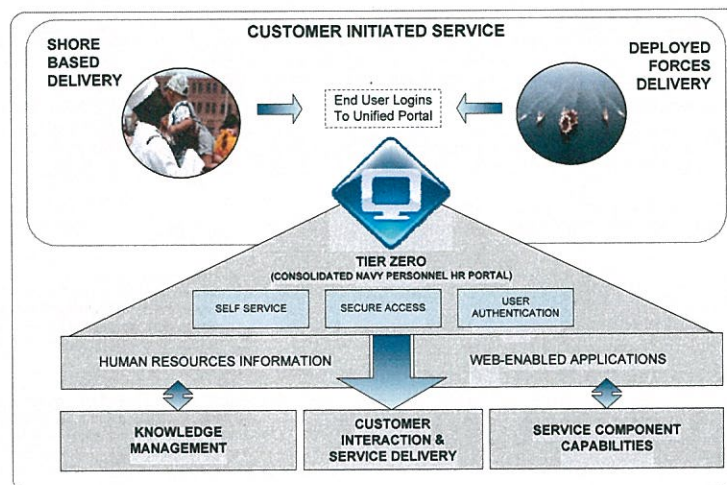 CUSTOMER INITIATED SERVICE
SHORE
BASED
DELIVERY
End User Logins
To Unified Portal
DEPLOYED
FORCES
DELIVERY
TIER ZERO
(CONSOLIDATED NAVY PERSONNEL HR PORTAL)
SELF SERVICE
SECURE ACCESS
USER
AUTHENTICATION
HUMAN RESOURCES INFORMATION
WEB-ENABLED APPLICATIONS
KNOWLEDGE
MANAGEMENT
CUSTOMER
INTERACTION &
SERVICE DELIVERY
SERVICE COMPONENT
CAPABILITIES